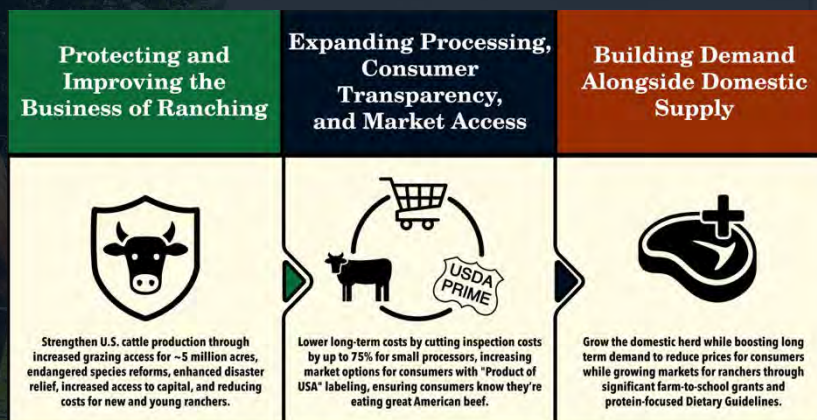 Protecting and
Improving the
Business of Ranching
Strengthen U.S. cattle production through
increased grazing access for ~5 million acres,
endangered species reforms, enhanced disaster
relief, increased access to capital, and reducing
costs for new and young ranchers.
Expanding Processing,
Consumer
Transparency,
and Market Access
USDA
PRIME
Lower long-term costs by cutting inspection costs
by up to 75% for small processors, increasing
market options for consumers with "Product of
USA" labeling, ensuring consumers know they're
eating great American beef.
Building Demand
Alongside Domestic
Supply
Grow the domestic herd while boosting long
term demand to reduce prices for consumers
while growing markets for ranchers through
significant farm-to-school grants and
protein-focused Dietary Guidelines.